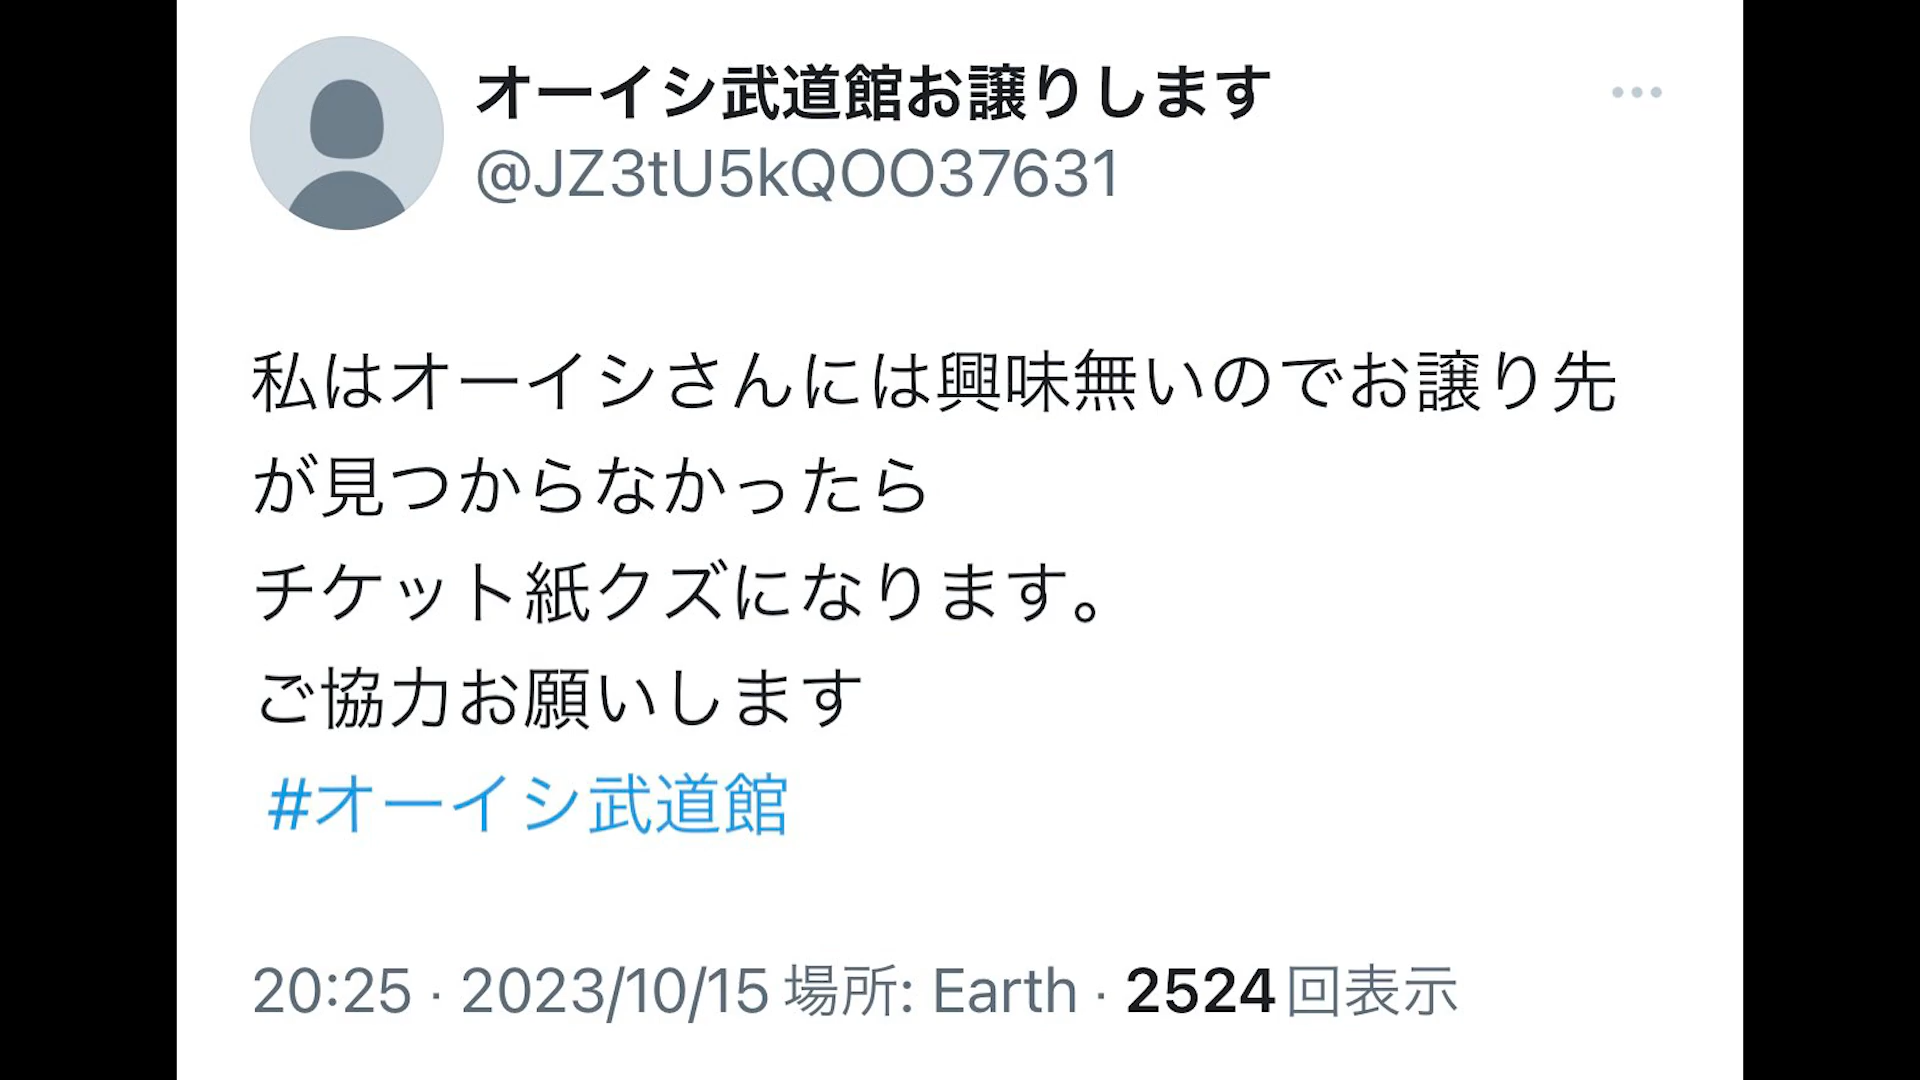 オーイシ武道館お譲りします
@JZ3tU5kQOO37631
私はオーイシさんには興味無いのでお譲り先
が見つからなかったら
チケット紙クズになります。
ご協力お願いします
#オーイシ武道館
20:25 · 2023/10/15 場所: Earth · 2524回表示